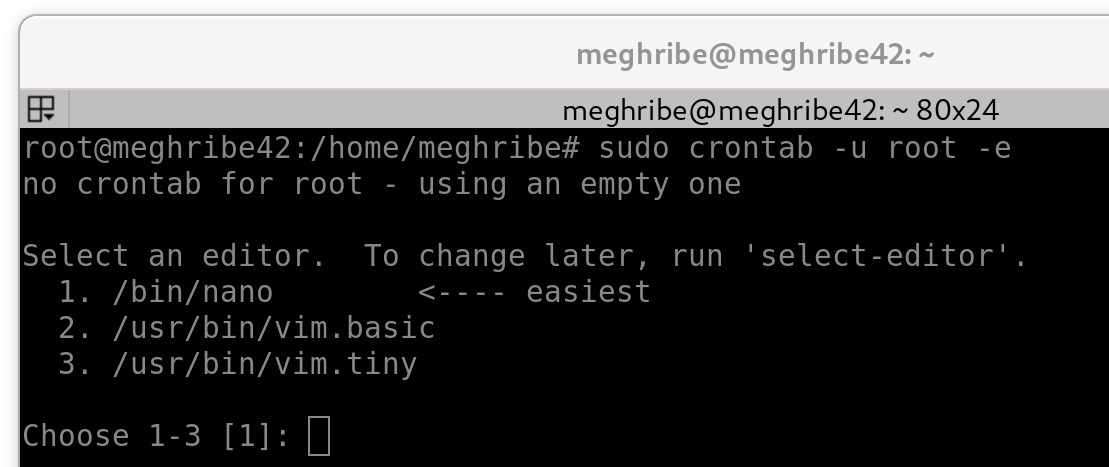 meghribe@meghribe42: ~
meghribe@meghribe42: ~ 80x24
root@meghribe42:/home/meghribe# sudo crontab -u root -e
no crontab for root - using an empty one
Select an editor.  To change later, run 'select-editor'.
  1. /bin/nano        <---- easiest
  2. /usr/bin/vim.basic
  3. /usr/bin/vim.tiny
Choose 1-3 [1]: